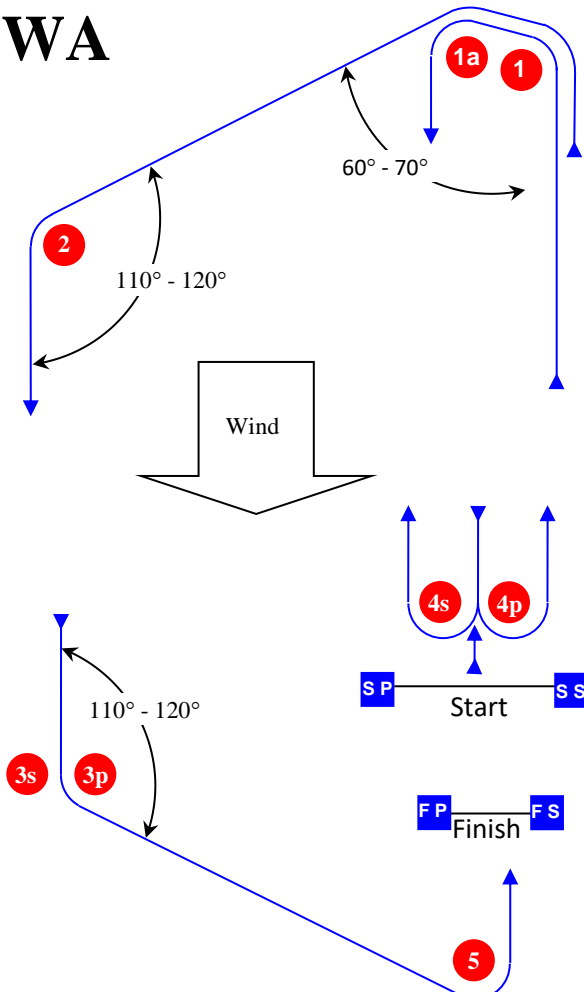 WA
1a
1
60° - 70°
2
110° - 120°
Wind
4s
4p
S P
S S
Start
110° - 120°
3s
3p
F P
F S
Finish
5